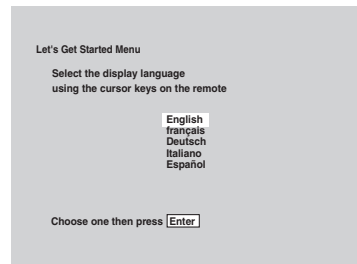 Let's Get Started Menu
Select the display language
using the cursor keys on the remote
English
français
Deutsch
Italiano
Español
Choose one then press Enter